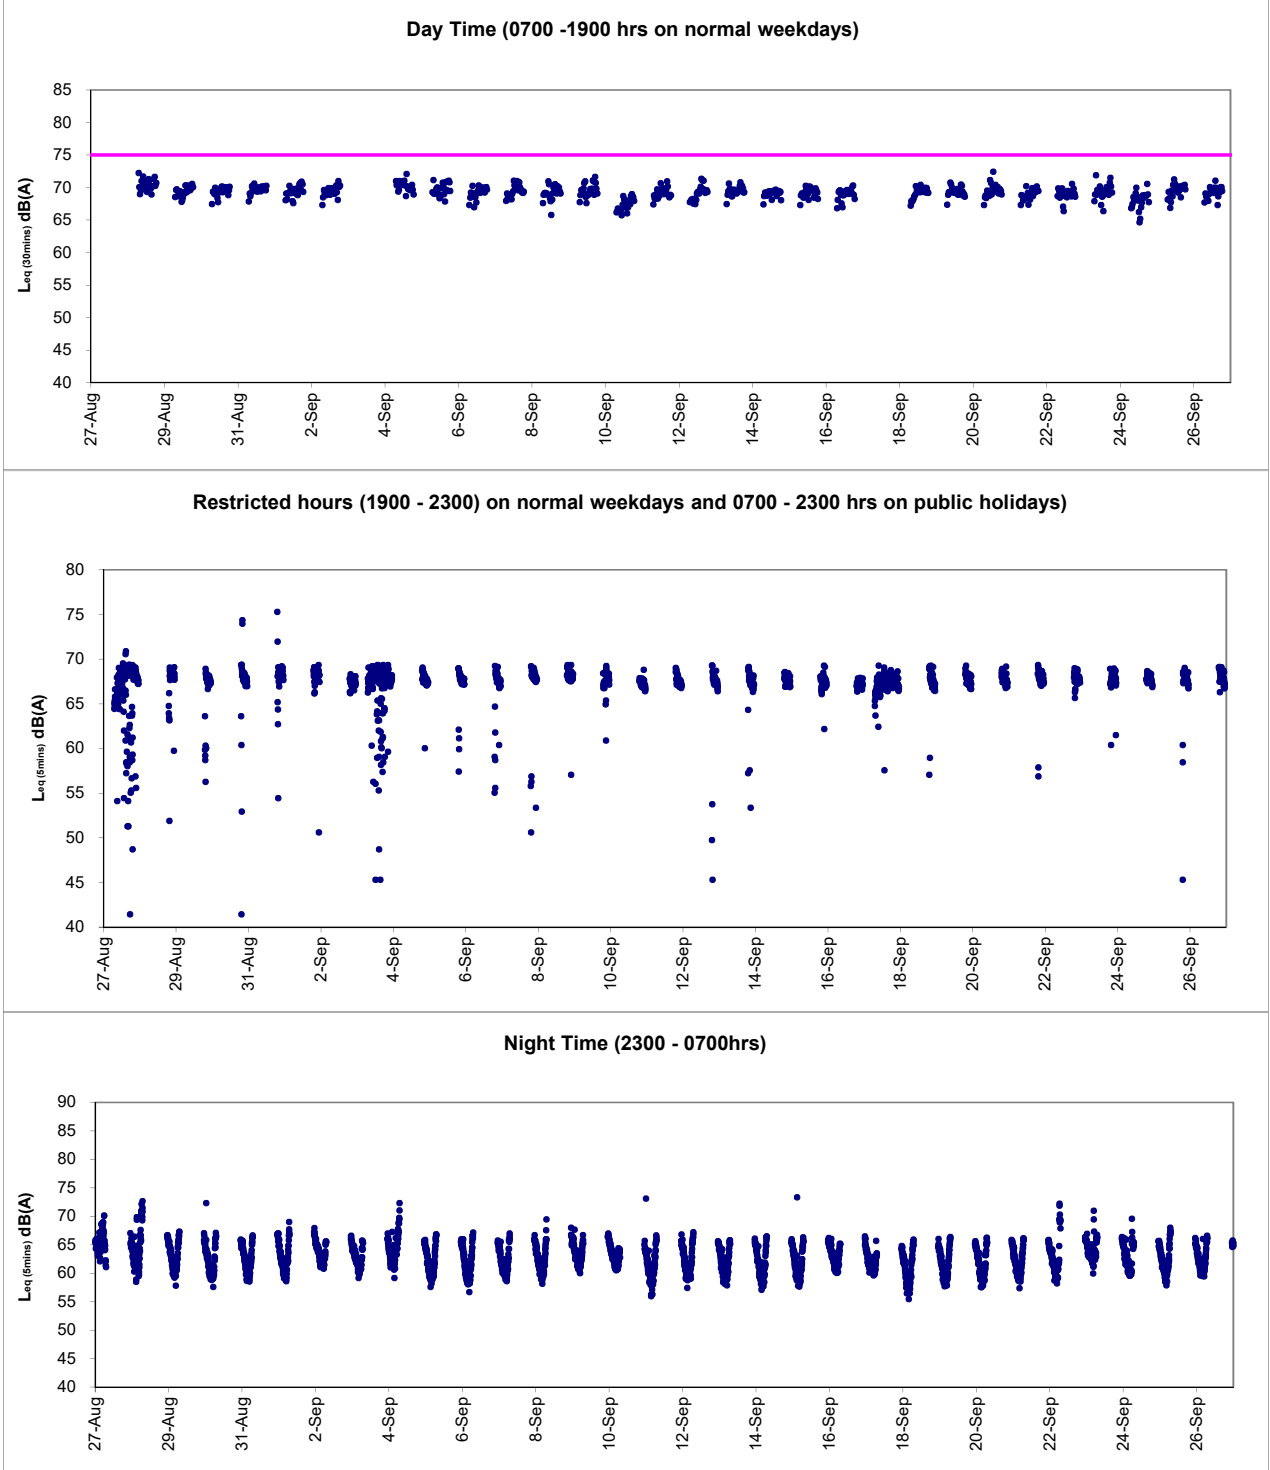 Day Time (0700 -1900 hrs on normal weekdays)
85
80
75
70
65
60
55
50
45
40
Leq (30mins) dB(A)
27-Aug
29-Aug
31-Aug
2-Sep
4-Sep
6-Sep
8-Sep
10-Sep
12-Sep
14-Sep
16-Sep
18-Sep
20-Sep
22-Sep
24-Sep
26-Sep
Restricted hours (1900 - 2300) on normal weekdays and 0700 - 2300 hrs on public holidays)
80
75
70
65
60
55
50
45
40
Leq (5mins) dB(A)
27-Aug
29-Aug
31-Aug
2-Sep
4-Sep
6-Sep
8-Sep
10-Sep
12-Sep
14-Sep
16-Sep
18-Sep
20-Sep
22-Sep
24-Sep
26-Sep
Night Time (2300 - 0700hrs)
90
85
80
75
70
65
60
55
50
45
40
Leq (5mins) dB(A)
27-Aug
29-Aug
31-Aug
2-Sep
4-Sep
6-Sep
8-Sep
10-Sep
12-Sep
14-Sep
16-Sep
18-Sep
20-Sep
22-Sep
24-Sep
26-Sep